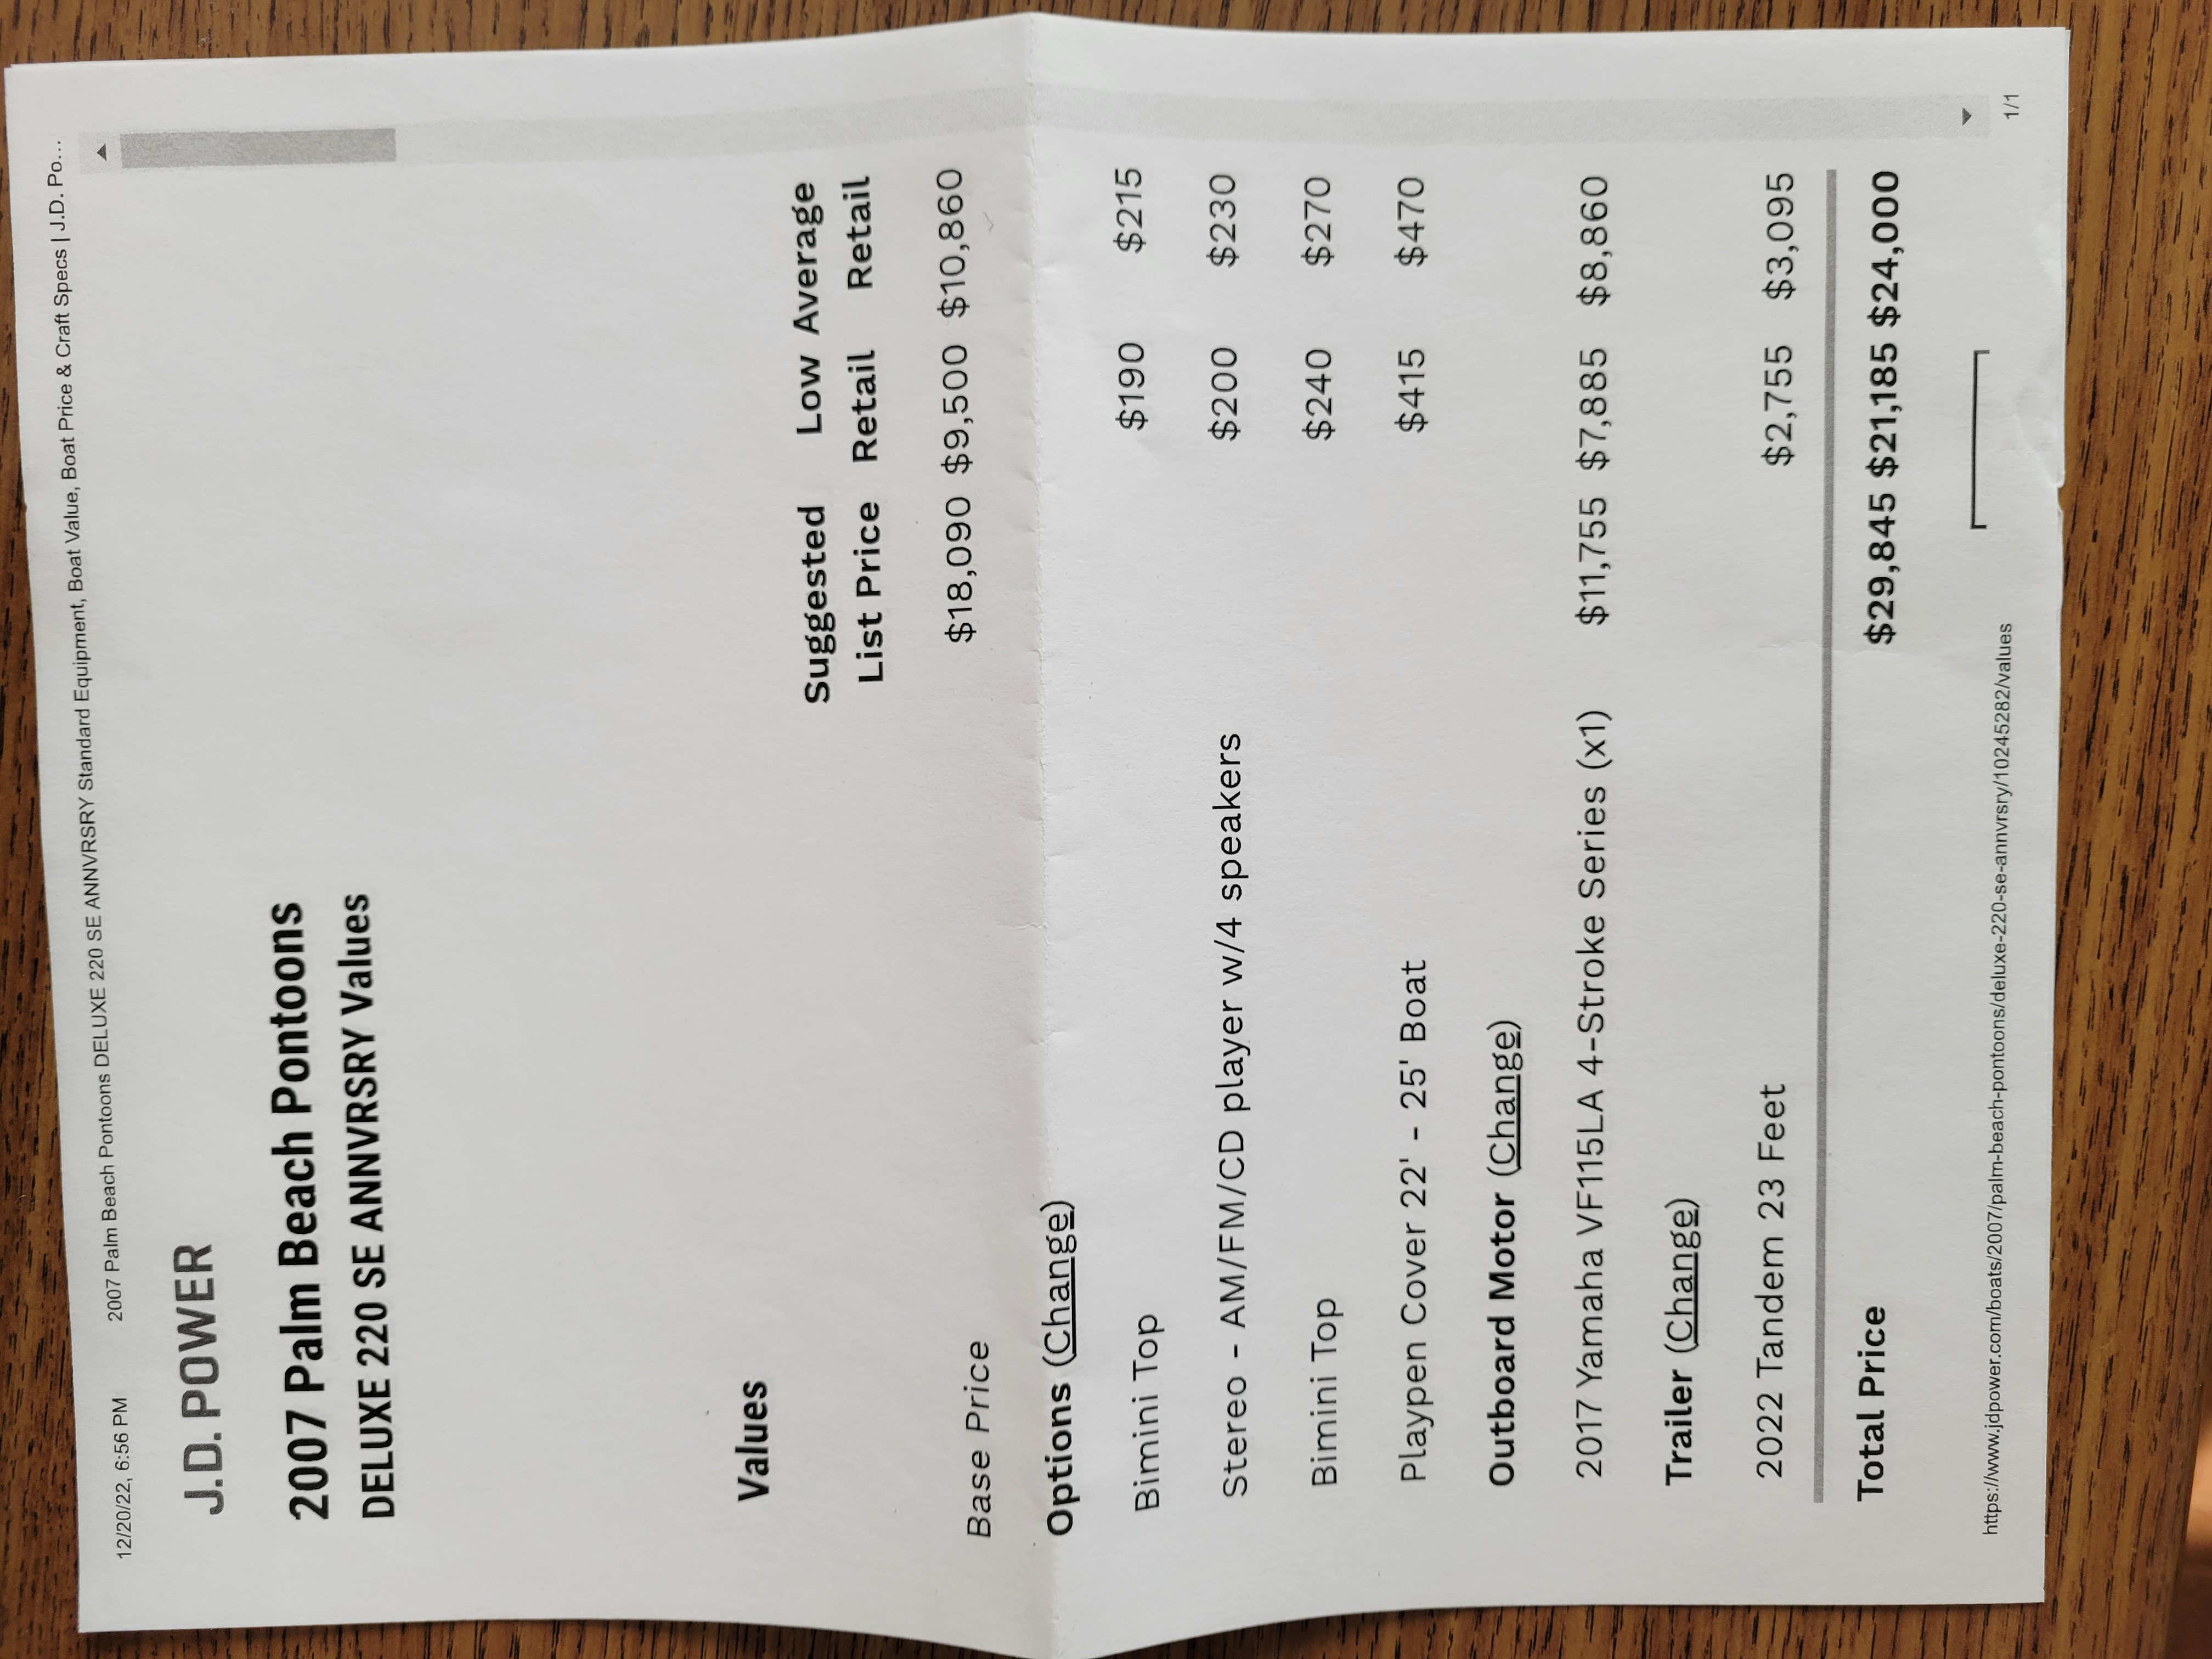 12/20/22, 6:56 PM 2007 Palm Beach Pontoons DELUXE 220 SE ANNVRSRY Standard Equipment, Boat Value, Boat Price & Craft Specs | J.D. Po...
J.D. POWER
2007 Palm Beach Pontoons
DELUXE 220 SE ANNVRSRY Values
Values
Suggested Low Average
List Price Retail Retail
Base Price $18,090 $9,500 $10,860
Options (Change)
Bimini Top $190 $215
Stereo - AM/FM/CD player w/4 speakers $200 $230
Bimini Top $240 $270
Playpen Cover 22' - 25' Boat $415 $470
Outboard Motor (Change)
2017 Yamaha VF115LA 4-Stroke Series (x1) $11,755 $7,885 $8,860
Trailer (Change)
2022 Tandem 23 Feet $2,755 $3,095
Total Price $29,845 $21,185 $24,000
https://www.jdpower.com/boats/2007/palm-beach-pontoons/deluxe-220-se-annvrsry/10245282/values 1/1